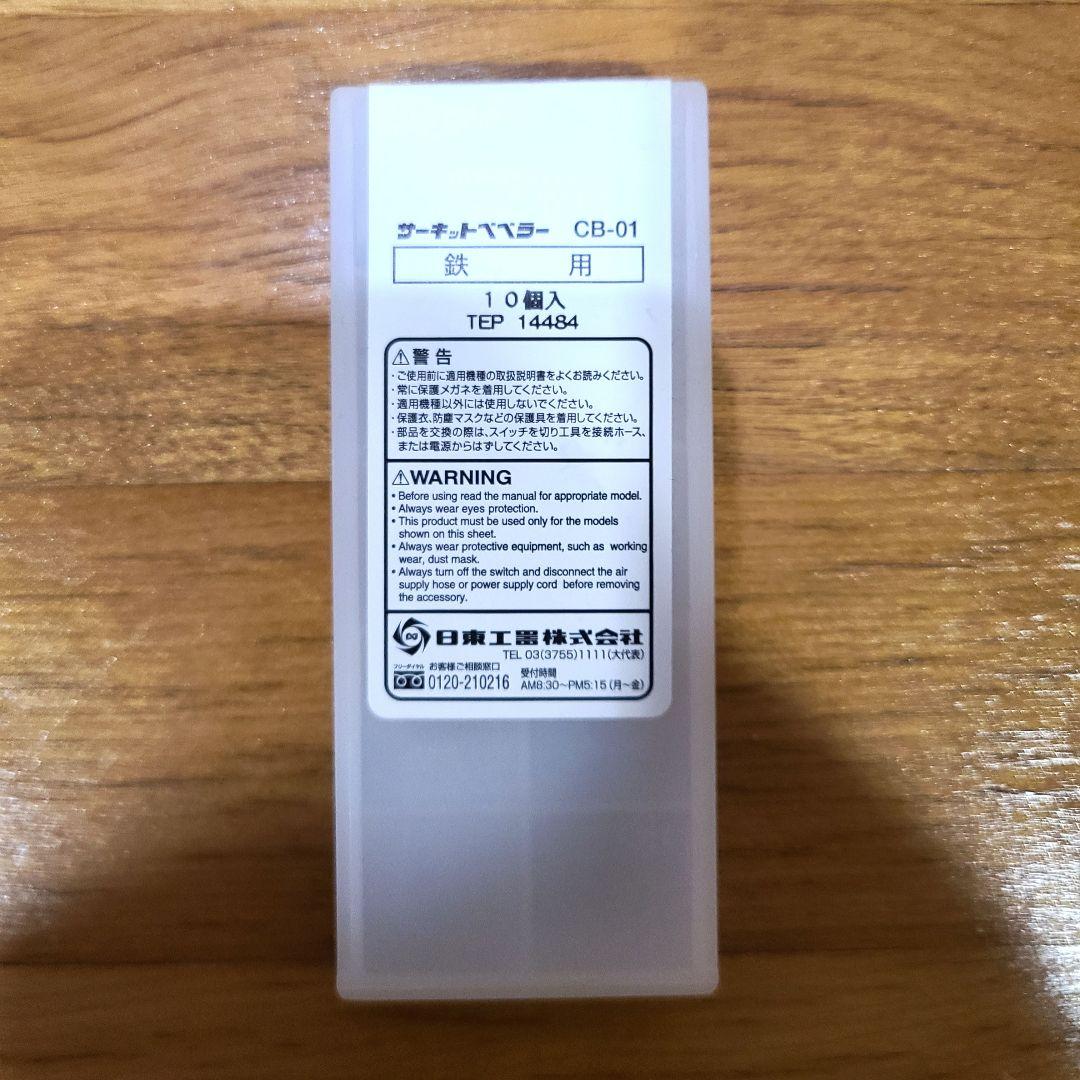 サーキットベベラー CB-01
鉄 用
１０個入
TEP 14484
⚠警告
・ご使用前に適用機種の取扱説明書をよくお読みください。
・常に保護メガネを着用してください。
・適用機種以外には使用しないでください。
・保護衣、防塵マスクなどの保護具を着用してください。
・部品を交換の際は、スイッチを切り工具を接続ホース、
または電源からはずしてください。
⚠WARNING
• Before using read the manual for appropriate model.
• Always wear eyes protection.
• This product must be used only for the models
shown on this sheet.
• Always wear protective equipment, such as working
wear, dust mask.
• Always turn off the switch and disconnect the air
supply hose or power supply cord before removing
the accessory.
日東工器株式会社
TEL 03(3755)1111(大代表)
フリーダイヤル お客様ご相談窓口
0120-210216
受付時間
AM8:30〜PM5:15(月〜金)